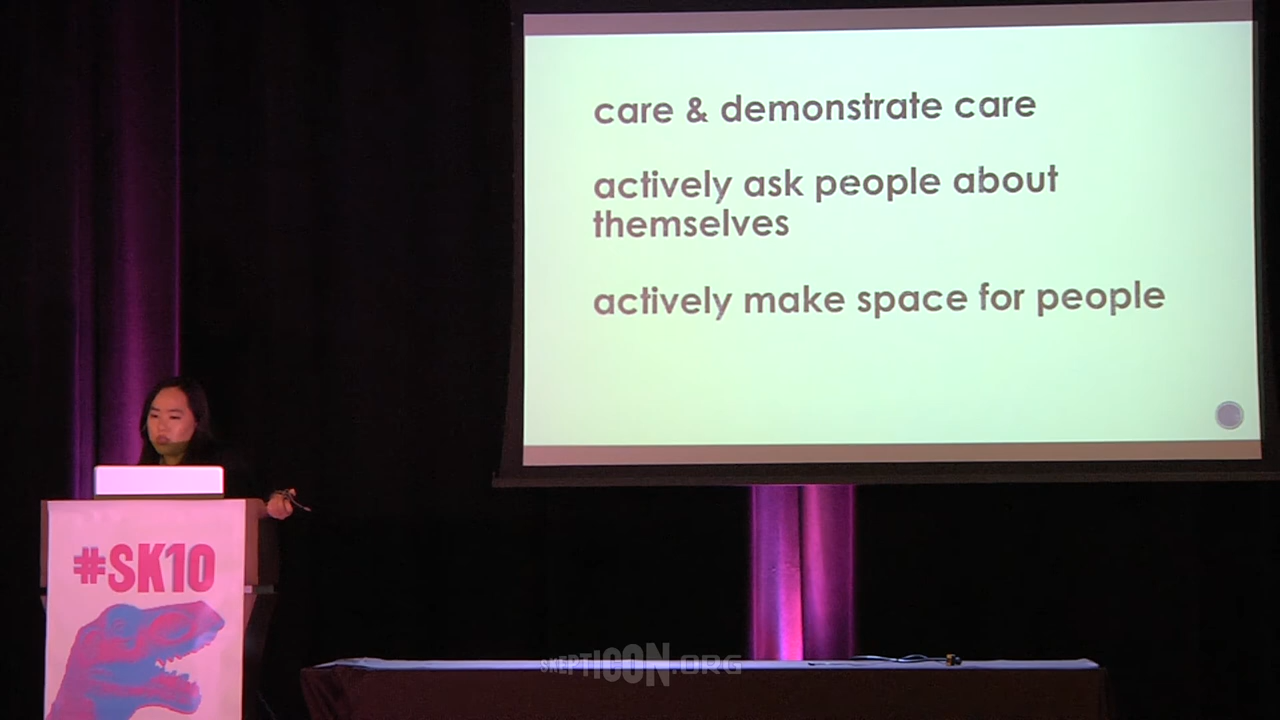 care & demonstrate care
actively ask people about
themselves
actively make space for people
#SK10
SKEPTICON.ORG